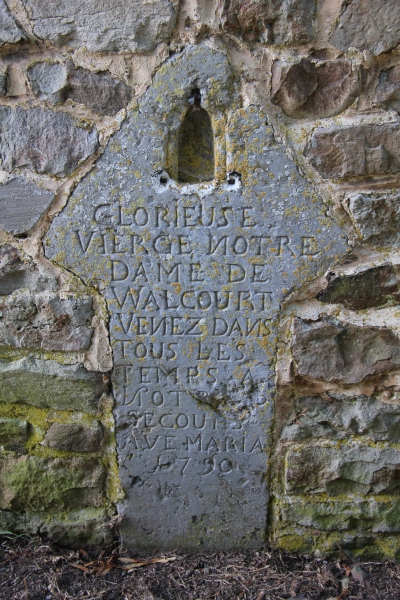 GLORIEUSE
VIERGE NOTRE
DAME DE
WALCOURT
VENEZ DANS
TOUS LES
TEMPS A
SECOURS
AVE MARIA
1790